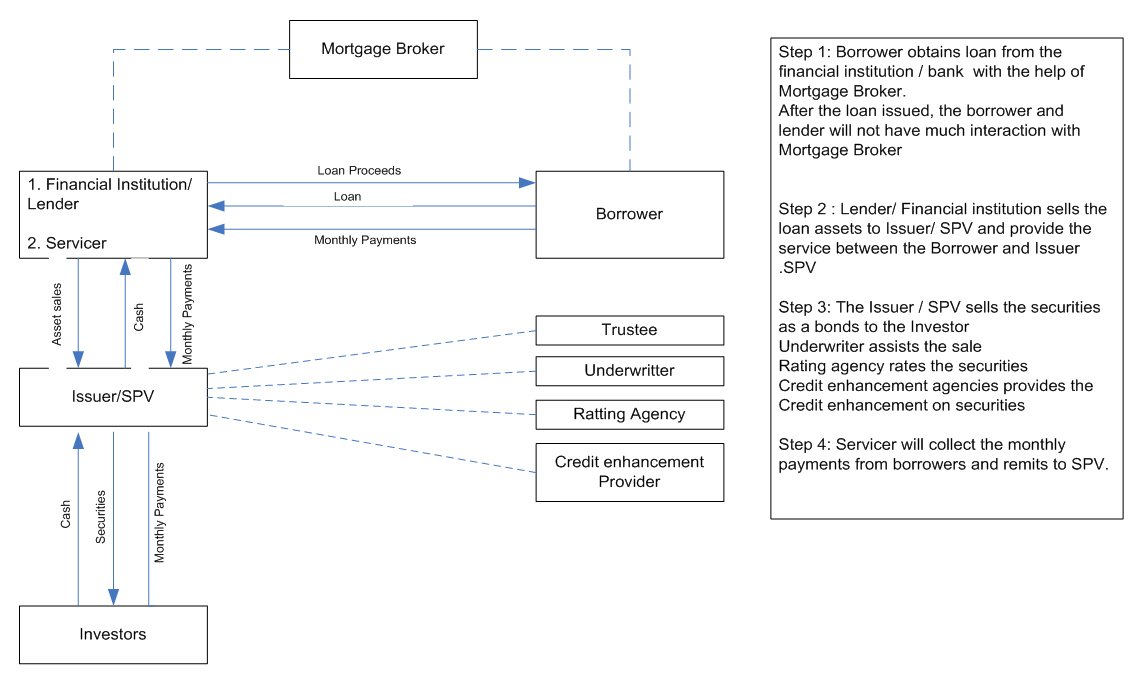 Mortgage Broker
1. Financial Institution/
Lender
2. Servicer
Loan Proceeds
Loan
Monthly Payments
Borrower
Asset sales
Cash
Monthly Payments
Issuer/SPV
Trustee
Underwritter
Ratting Agency
Credit enhancement
Provider
Cash
Securities
Monthly Payments
Investors
Step 1: Borrower obtains loan from the
financial institution / bank  with the help of
Mortgage Broker.
After the loan issued, the borrower and
lender will not have much interaction with
Mortgage Broker
Step 2 : Lender/ Financial institution sells the
loan assets to Issuer/ SPV and provide the
service between the Borrower and Issuer
.SPV
Step 3: The Issuer / SPV sells the securities
as a bonds to the Investor
Underwriter assists the sale
Rating agency rates the securities
Credit enhancement agencies provides the
Credit enhancement on securities
Step 4: Servicer will collect the monthly
payments from borrowers and remits to SPV.